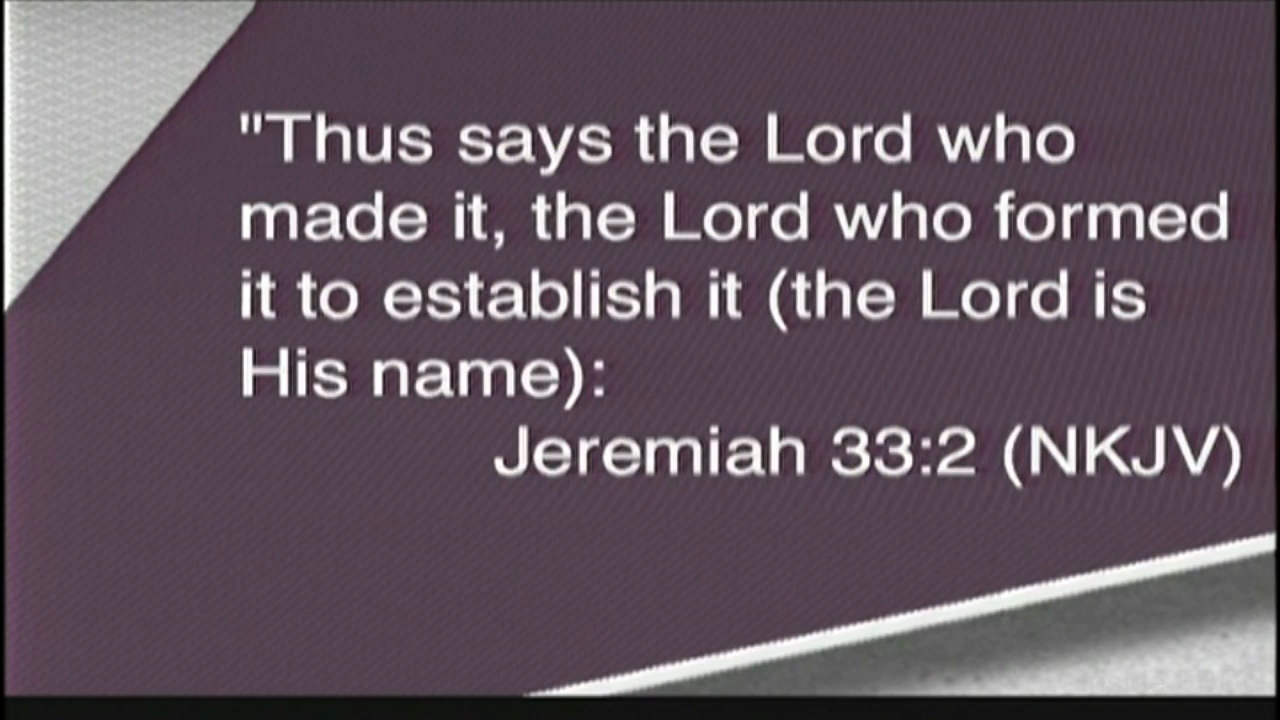 "Thus says the Lord who
made it, the Lord who formed
it to establish it (the Lord is
His name):
Jeremiah 33:2 (NKJV)